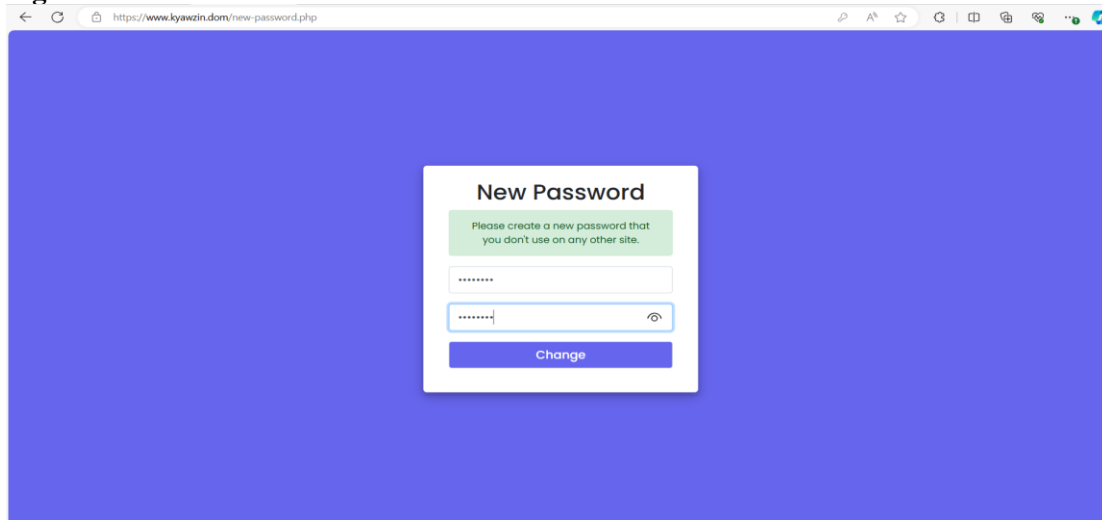 https://www.kyawzin.dom/new-password.php
New Password
Please create a new password that
you don't use on any other site.
••••••••
••••••••
Change